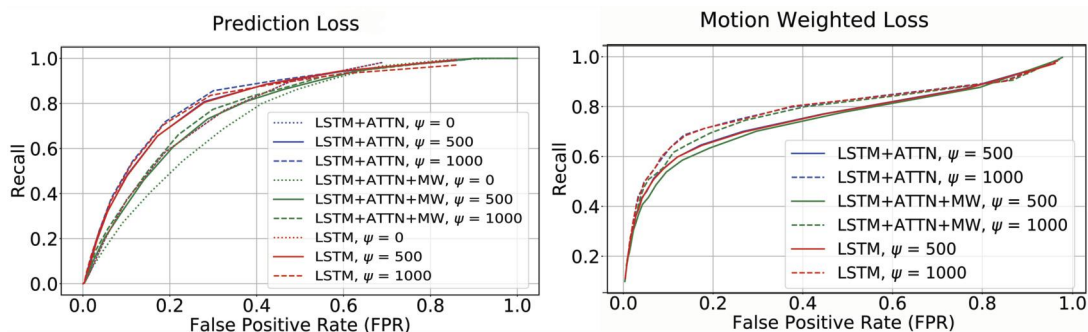 Prediction Loss
1.0
0.8
0.6
0.4
0.2
0.0
Recall
0.0 0.2 0.4 0.6 0.8 1.0
False Positive Rate (FPR)
LSTM+ATTN, ψ = 0
LSTM+ATTN, ψ = 500
LSTM+ATTN, ψ = 1000
LSTM+ATTN+MW, ψ = 0
LSTM+ATTN+MW, ψ = 500
LSTM+ATTN+MW, ψ = 1000
LSTM, ψ = 0
LSTM, ψ = 500
LSTM, ψ = 1000
Motion Weighted Loss
1.0
0.8
0.6
0.4
0.2
Recall
0.0 0.2 0.4 0.6 0.8 1.0
False Positive Rate (FPR)
LSTM+ATTN, ψ = 500
LSTM+ATTN, ψ = 1000
LSTM+ATTN+MW, ψ = 500
LSTM+ATTN+MW, ψ = 1000
LSTM, ψ = 500
LSTM, ψ = 1000